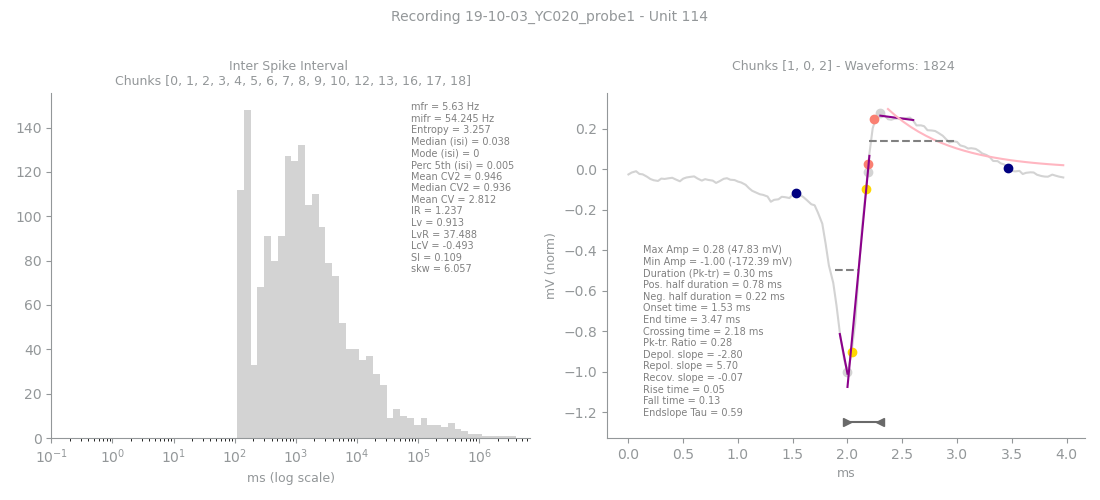 Recording 19-10-03_YC020_probe1 - Unit 114
Inter Spike Interval
Chunks [0, 1, 2, 3, 4, 5, 6, 7, 8, 9, 10, 12, 13, 16, 17, 18]
mfr = 5.63 Hz
mifr = 54.245 Hz
Entropy = 3.257
Median (isi) = 0.038
Mode (isi) = 0
Perc 5th (isi) = 0.005
Mean CV2 = 0.946
Median CV2 = 0.936
Mean CV = 2.812
IR = 1.237
Lv = 0.913
LvR = 37.488
LcV = -0.493
SI = 0.109
skw = 6.057
140
120
100
80
60
40
20
0
10⁻¹ 10⁰ 10¹ 10² 10³ 10⁴ 10⁵ 10⁶
ms (log scale)
Chunks [1, 0, 2] - Waveforms: 1824
mV (norm)
0.2
0.0
−0.2
−0.4
−0.6
−0.8
−1.0
−1.2
Max Amp = 0.28 (47.83 mV)
Min Amp = -1.00 (-172.39 mV)
Duration (Pk-tr) = 0.30 ms
Pos. half duration = 0.78 ms
Neg. half duration = 0.22 ms
Onset time = 1.53 ms
End time = 3.47 ms
Crossing time = 2.18 ms
Pk-tr. Ratio = 0.28
Depol. slope = -2.80
Repol. slope = 5.70
Recov. slope = -0.07
Rise time = 0.05
Fall time = 0.13
Endslope Tau = 0.59
0.0 0.5 1.0 1.5 2.0 2.5 3.0 3.5 4.0
ms